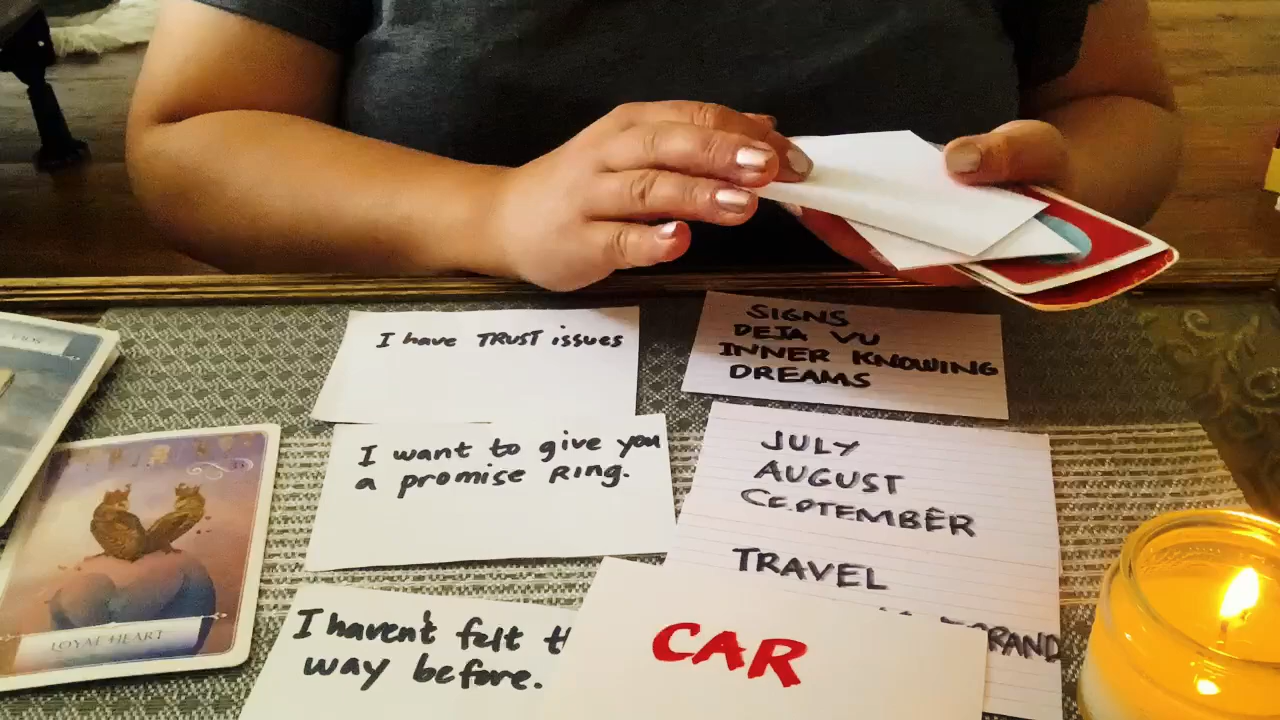 I have TRUST issues
I want to give you
a promise Ring.
I haven't felt
way before.
SIGNS
DEJA VU
INNER KNOWING
DREAMS
JULY
AUGUST
CEPTEMBER
TRAVEL
CAR
LOYAL HEART